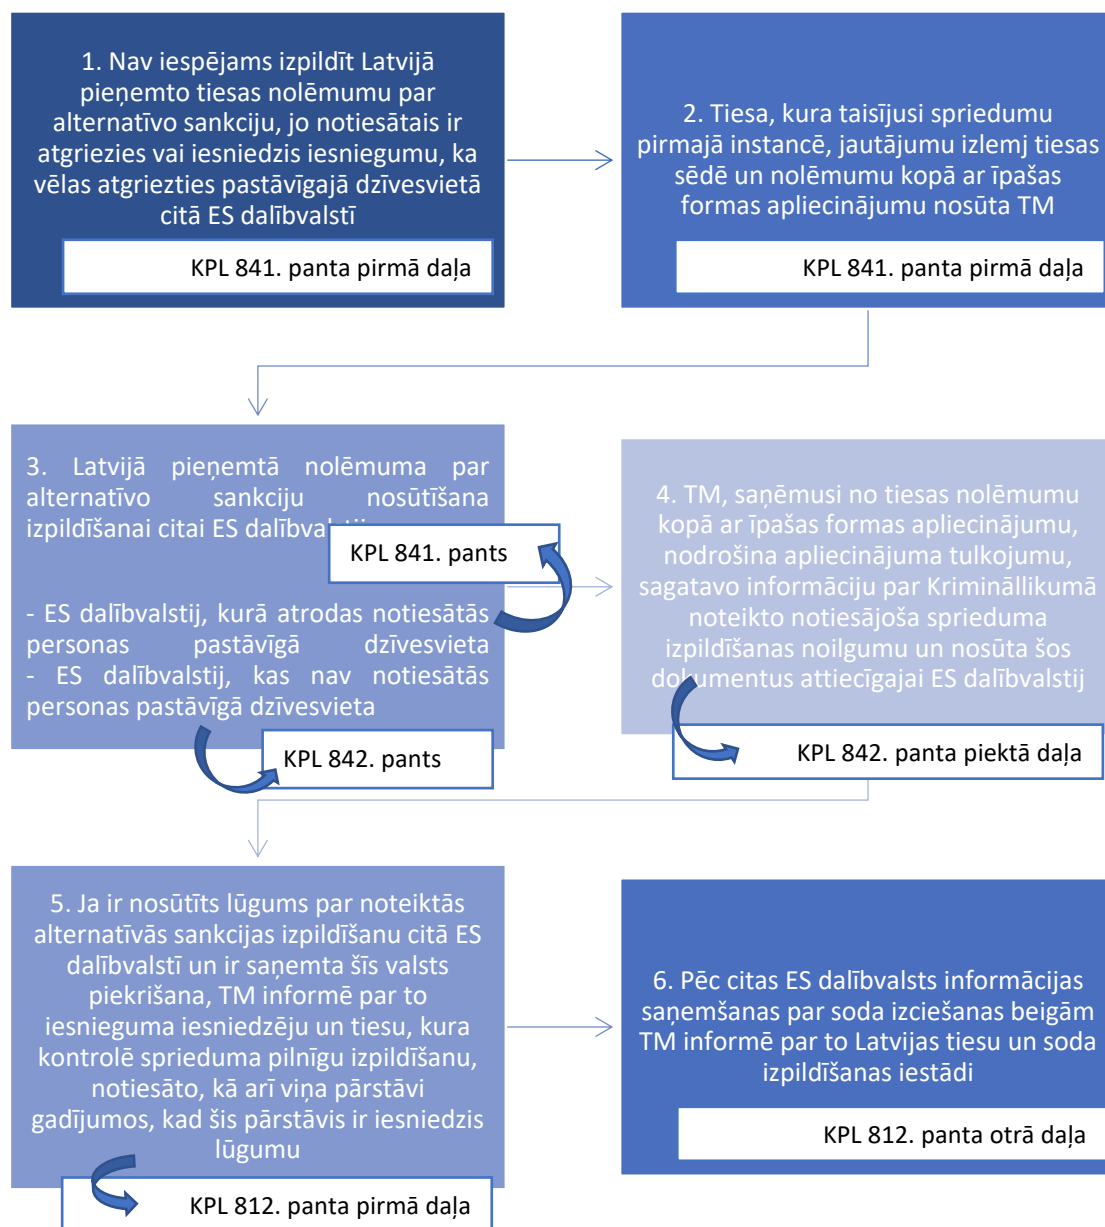 1. Nav iespējams izpildīt Latvijā
pieņemto tiesas nolēmumu par
alternatīvo sankciju, jo notiesātais ir
atgriezies vai iesniedzis iesniegumu, ka
vēlas atgriezties pastāvīgajā dzīvesvietā
citā ES dalībvalstī
KPL 841. panta pirmā daļa
2. Tiesa, kura taisījusi spriedumu
pirmajā instancē, jautājumu izlemj tiesas
sēdē un nolēmumu kopā ar īpašas
formas apliecinājumu nosūta TM
KPL 841. panta pirmā daļa
3. Latvijā pieņemtā nolēmuma par
alternatīvo sankciju nosūtīšana
izpildīšanai citai ES
KPL 841. pants
- ES dalībvalstij, kurā atrodas notiesātās
personas pastāvīgā dzīvesvieta
- ES dalībvalstij, kas nav notiesātās
personas pastāvīgā dzīvesvieta
KPL 842. pants
4. TM, saņēmusi no tiesas nolēmumu
kopā ar īpašas formas apliecinājumu,
nodrošina apliecinājuma tulkojumu,
sagatavo informāciju par Krimināllikumā
noteikto notiesājoša sprieduma
izpildīšanas noilgumu un nosūta šos
dokumentus attiecīgajai ES dalībvalstij
KPL 842. panta piektā daļa
5. Ja ir nosūtīts lūgums par noteiktās
alternatīvās sankcijas izpildīšanu citā ES
dalībvalstī un ir saņemta šīs valsts
piekrišana, TM informē par to
iesnieguma iesniedzēju un tiesu, kura
kontrolē sprieduma pilnīgu izpildīšanu,
notiesāto, kā arī viņa pārstāvi
gadījumos, kad šis pārstāvis ir iesniedzis
lūgumu
KPL 812. panta pirmā daļa
6. Pēc citas ES dalībvalsts informācijas
saņemšanas par soda izciešanas beigām
TM informē par to Latvijas tiesu un soda
izpildīšanas iestādi
KPL 812. panta otrā daļa